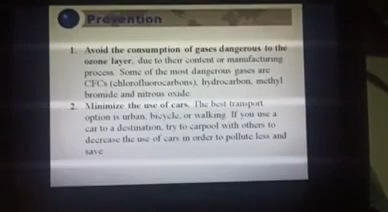 Prevention
1. Avoid the consumption of gases dangerous to the
ozone layer, due to their content or manufacturing
process. Some of the most dangerous gases are
CFCs (chlorofluorocarbons), hydrocarbon, methyl
bromide and nitrous oxide.
2. Minimize the use of cars. The best transport
option is urban, bicycle, or walking. If you use a
car to a destination, try to carpool with others to
decrease the use of cars in order to pollute less and
save